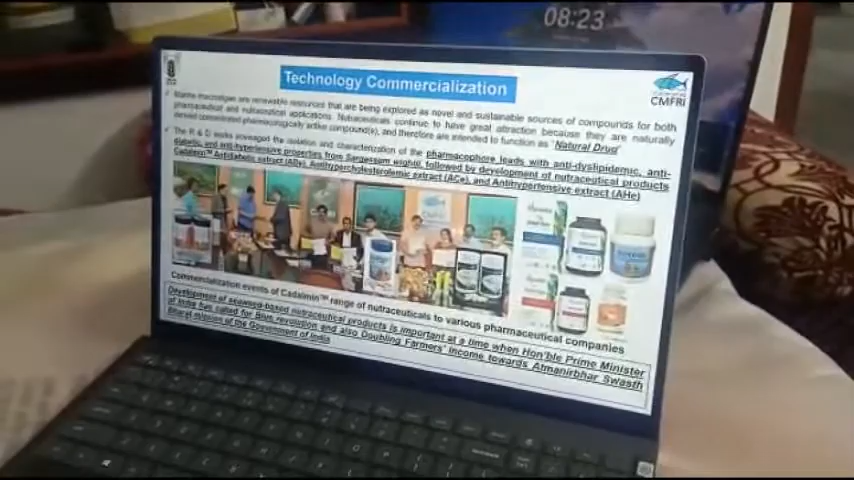 08:23
Technology Commercialization
CMFRI
Marine macroalgae are renewable resources that are being explored as novel and sustainable sources of compounds for both
pharmaceutical and nutraceutical applications. Nutraceuticals continue to have great attraction because they are naturally
derived concentrated pharmacologically active compound(s), and therefore are intended to function as 'Natural Drug'
The R & D works envisaged the isolation and characterization of the pharmacophore leads with anti-dyslipidemic, anti-
diabetic, and anti-hypertensive properties from Sargassum wightii, followed by development of nutraceutical products
Cadalmin™ Antidiabetic extract (ADe), Antihypercholesterolemic extract (ACe), and Antihypertensive extract (AHe)
CMFRI
Commercialization events of Cadalmin™ range of nutraceuticals to various pharmaceutical companies
Development of seaweed-based nutraceutical products is important at a time when Hon'ble Prime Minister
of India has called for Blue revolution and also Doubling Farmers' Income towards Atmanirbhar Swasth
Bharat mission of the Government of India